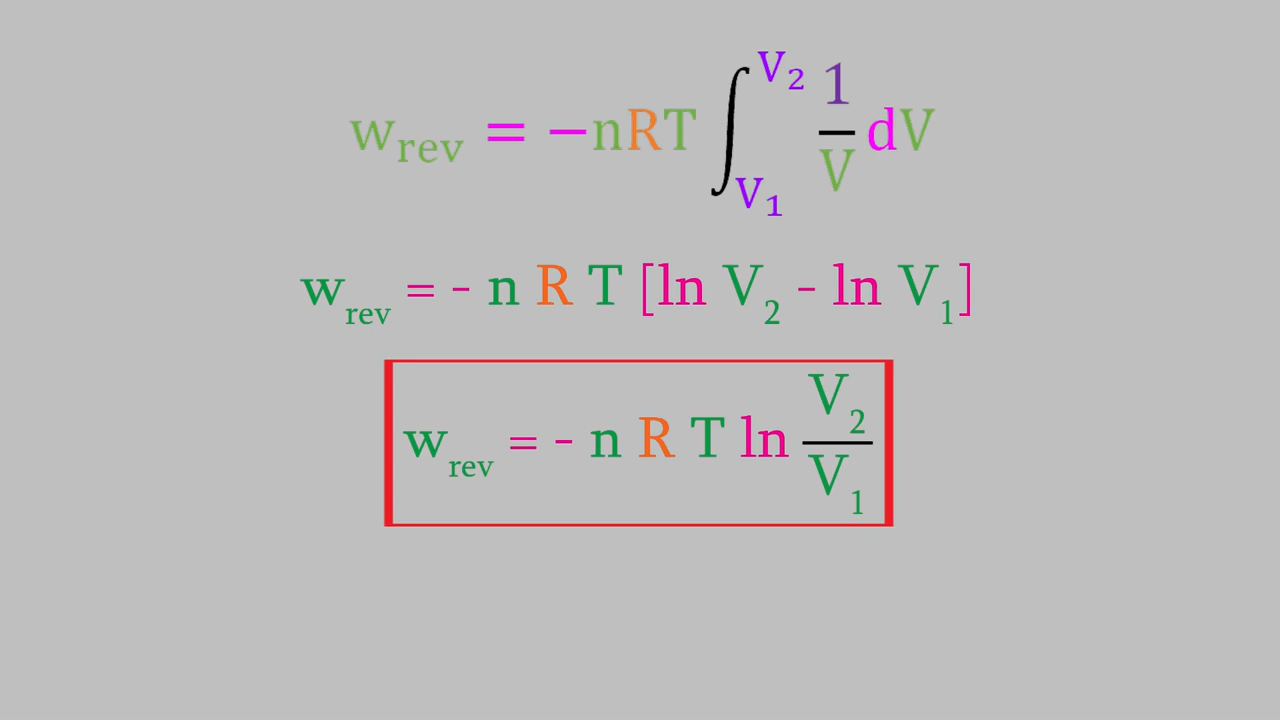 w_rev = −nRT ∫_{V₁}^{V₂} 1/V dV
w_rev = - n R T [ln V₂ - ln V₁]
w_rev = - n R T ln V₂/V₁